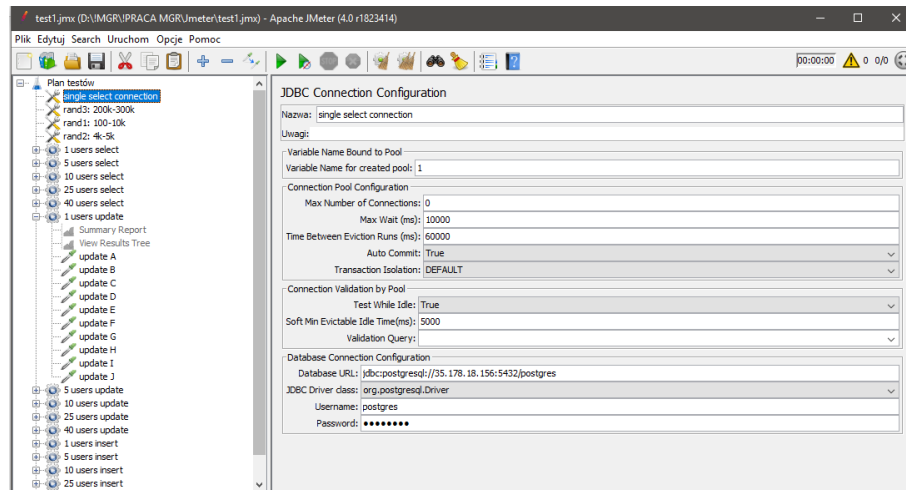 test1.jmx (D:\!MGR\!PRACA MGR\Jmeter\test1.jmx) - Apache JMeter (4.0 r1823414)
Plik Edytuj Search Uruchom Opcje Pomoc
00:00:00 0 0/0
Plan testów
single select connection
rand3: 200k-300k
rand1: 100-10k
rand2: 4k-5k
1 users select
5 users select
10 users select
25 users select
40 users select
1 users update
Summary Report
View Results Tree
update A
update B
update C
update D
update E
update F
update G
update H
update I
update J
5 users update
10 users update
25 users update
40 users update
1 users insert
5 users insert
10 users insert
25 users insert
JDBC Connection Configuration
Nazwa: single select connection
Uwagi:
Variable Name Bound to Pool
Variable Name for created pool: 1
Connection Pool Configuration
Max Number of Connections: 0
Max Wait (ms): 10000
Time Between Eviction Runs (ms): 60000
Auto Commit: True
Transaction Isolation: DEFAULT
Connection Validation by Pool
Test While Idle: True
Soft Min Evictable Idle Time(ms): 5000
Validation Query:
Database Connection Configuration
Database URL: jdbc:postgresql://35.178.18.156:5432/postgres
JDBC Driver class: org.postgresql.Driver
Username: postgres
Password: ●●●●●●●●